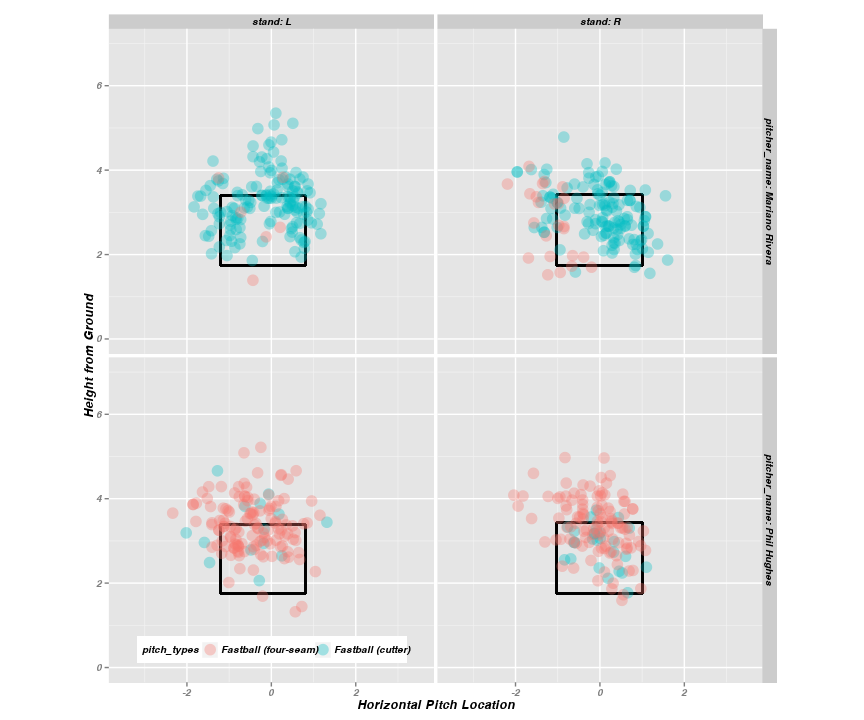 stand: L
stand: R
6
4
2
0
pitcher_name: Mariano Rivera
Height from Ground
6
4
2
0
pitcher_name: Phil Hughes
pitch_types Fastball (four-seam) Fastball (cutter)
-2 0 2
-2 0 2
Horizontal Pitch Location